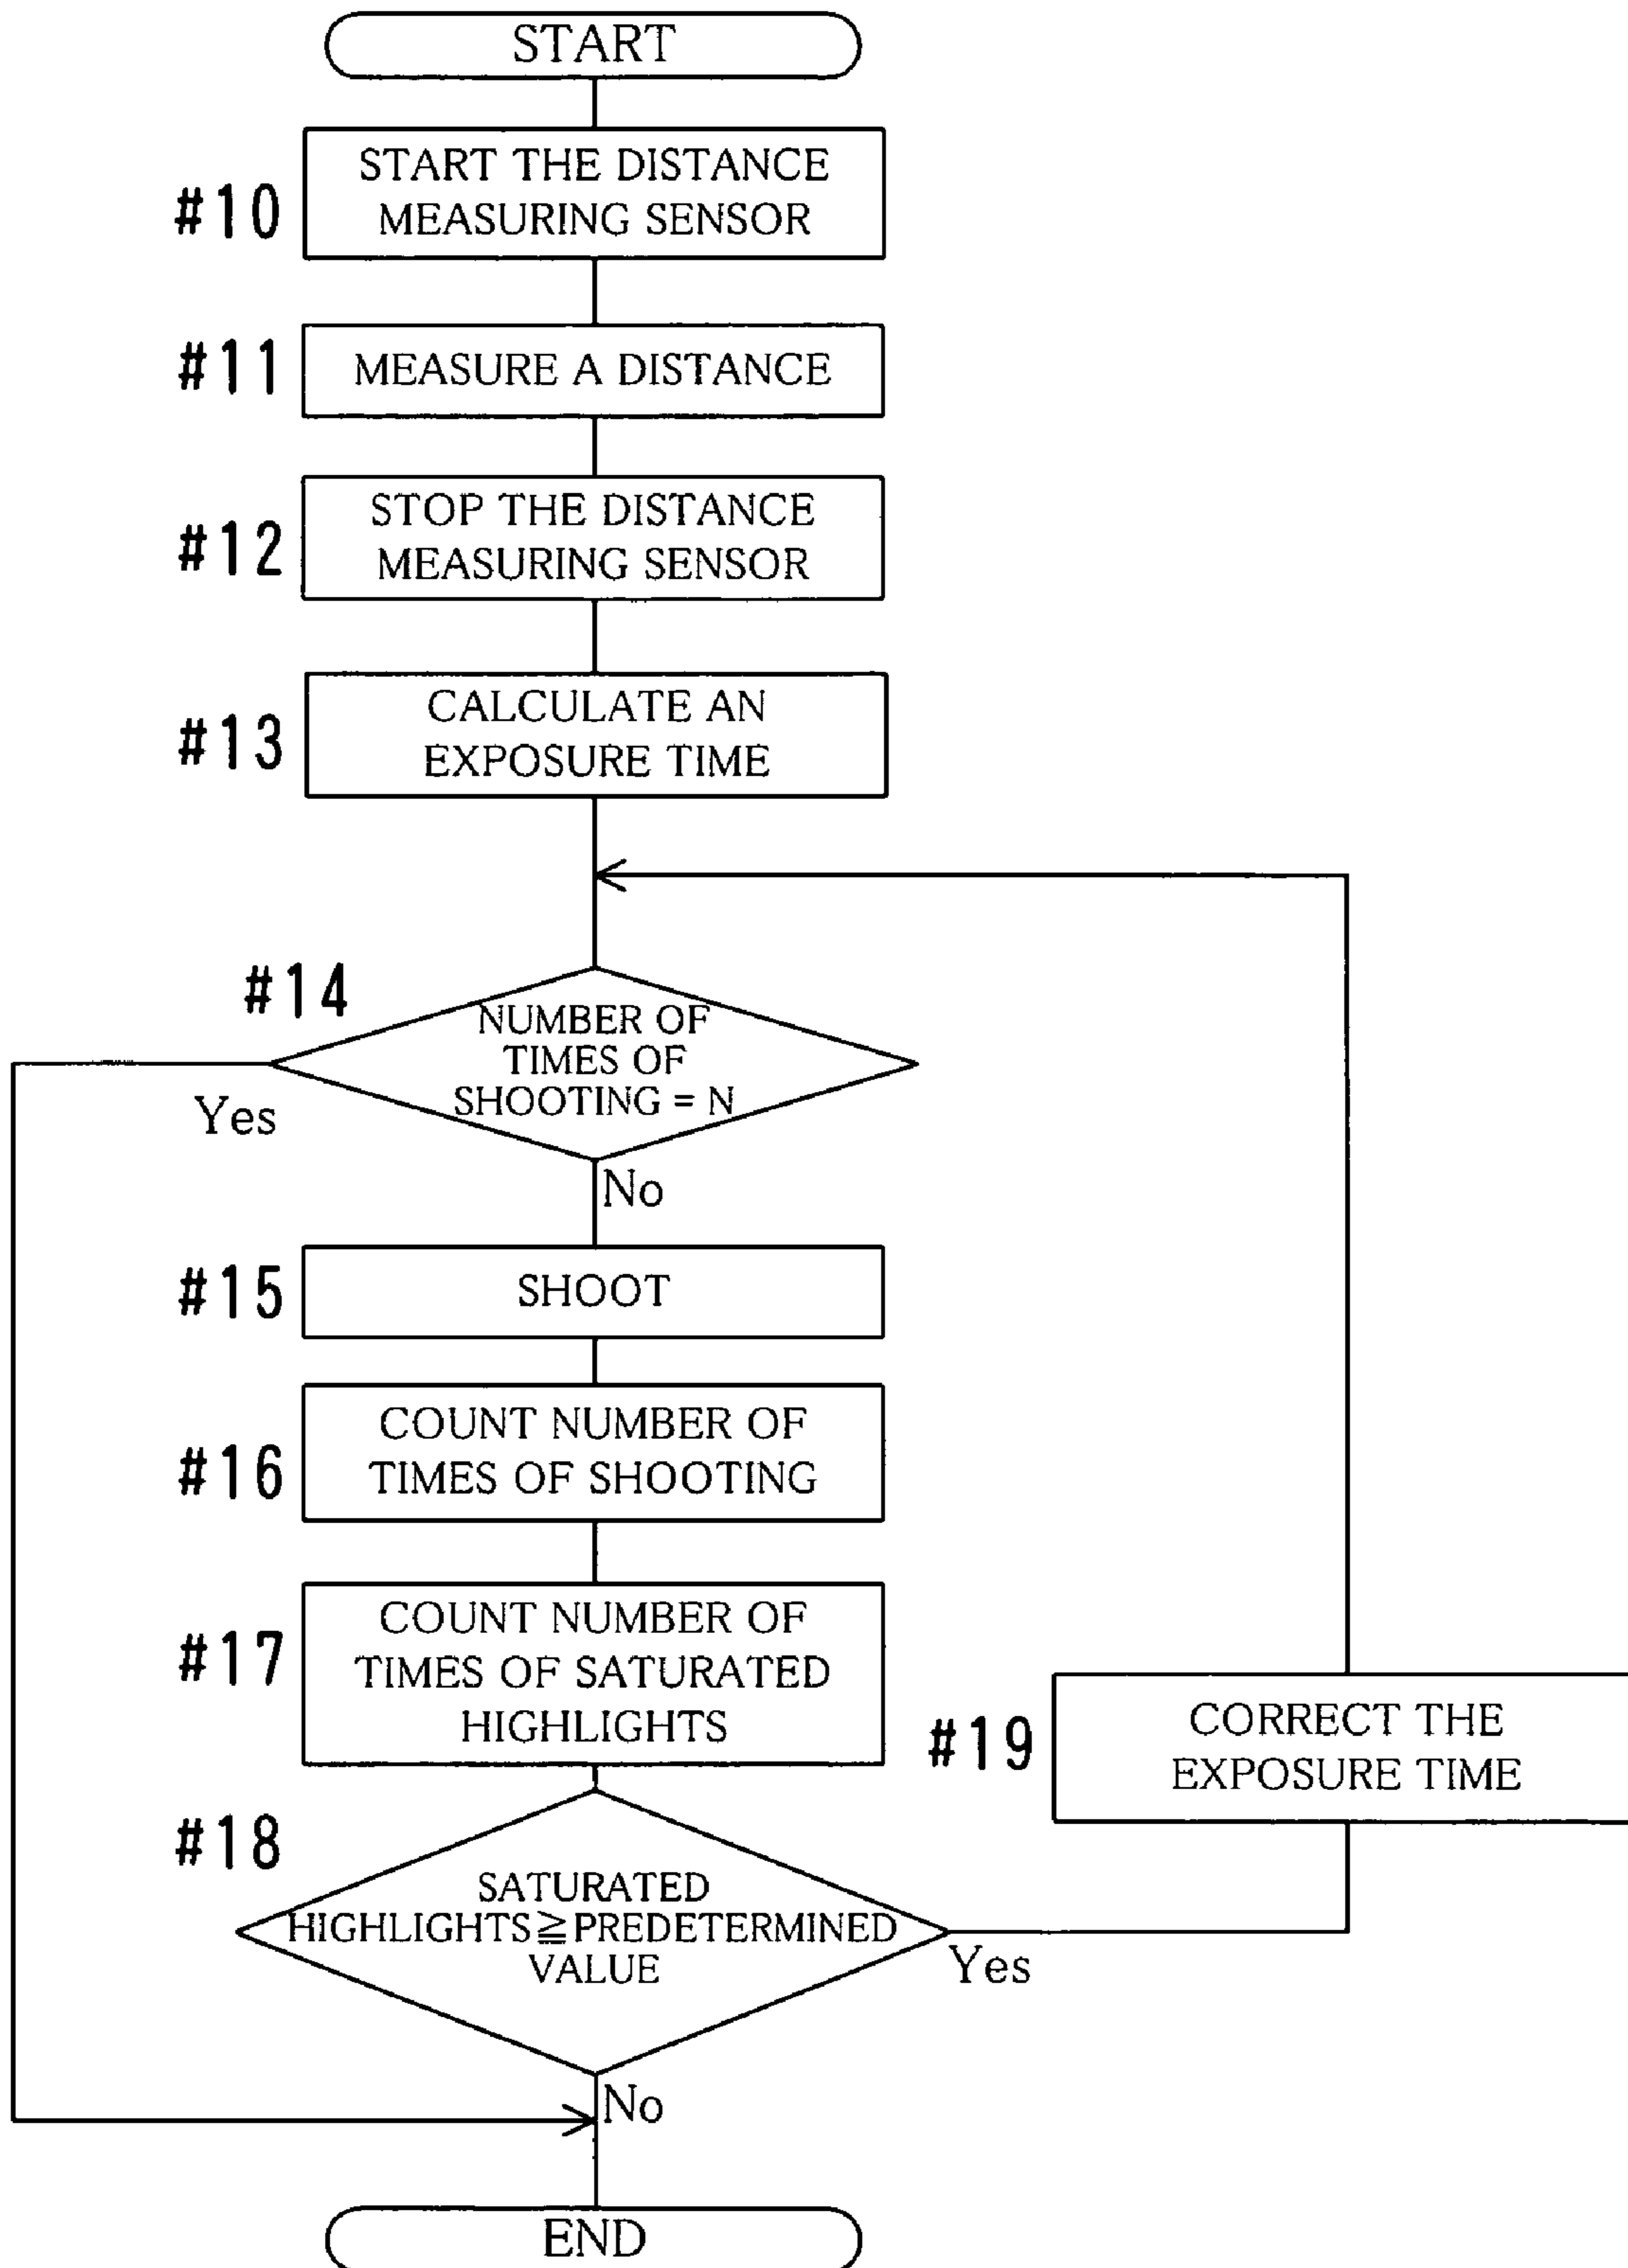 START
#10
START THE DISTANCE
MEASURING SENSOR
#11
MEASURE A DISTANCE
#12
STOP THE DISTANCE
MEASURING SENSOR
#13
CALCULATE AN
EXPOSURE TIME
#14
NUMBER OF
TIMES OF
SHOOTING = N
Yes
No
#15
SHOOT
#16
COUNT NUMBER OF
TIMES OF SHOOTING
#17
COUNT NUMBER OF
TIMES OF SATURATED
HIGHLIGHTS
#19
CORRECT THE
EXPOSURE TIME
#18
SATURATED
HIGHLIGHTS≧PREDETERMINED
VALUE
Yes
No
END